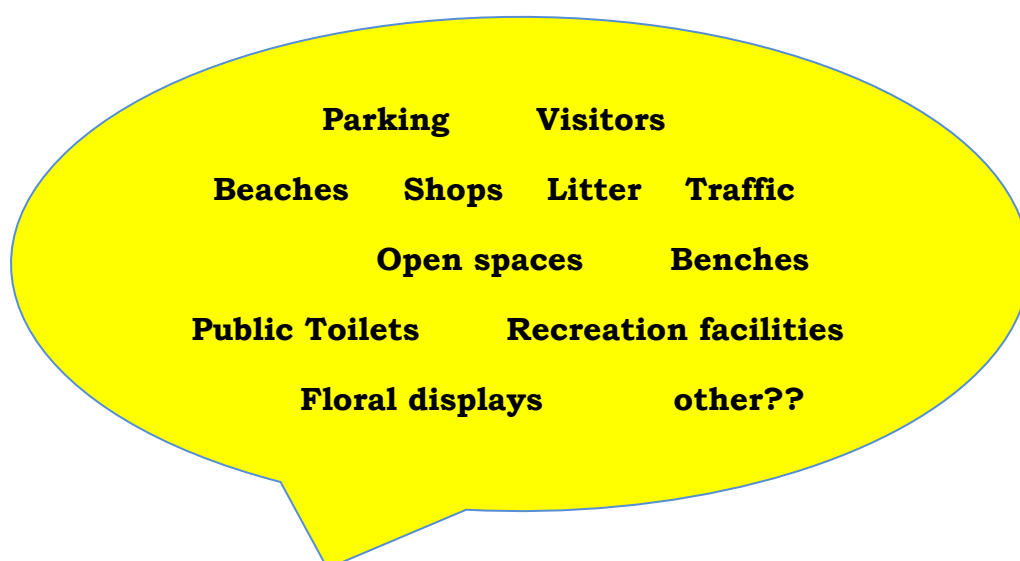 Parking Visitors
Beaches Shops Litter Traffic
Open spaces Benches
Public Toilets Recreation facilities
Floral displays other??